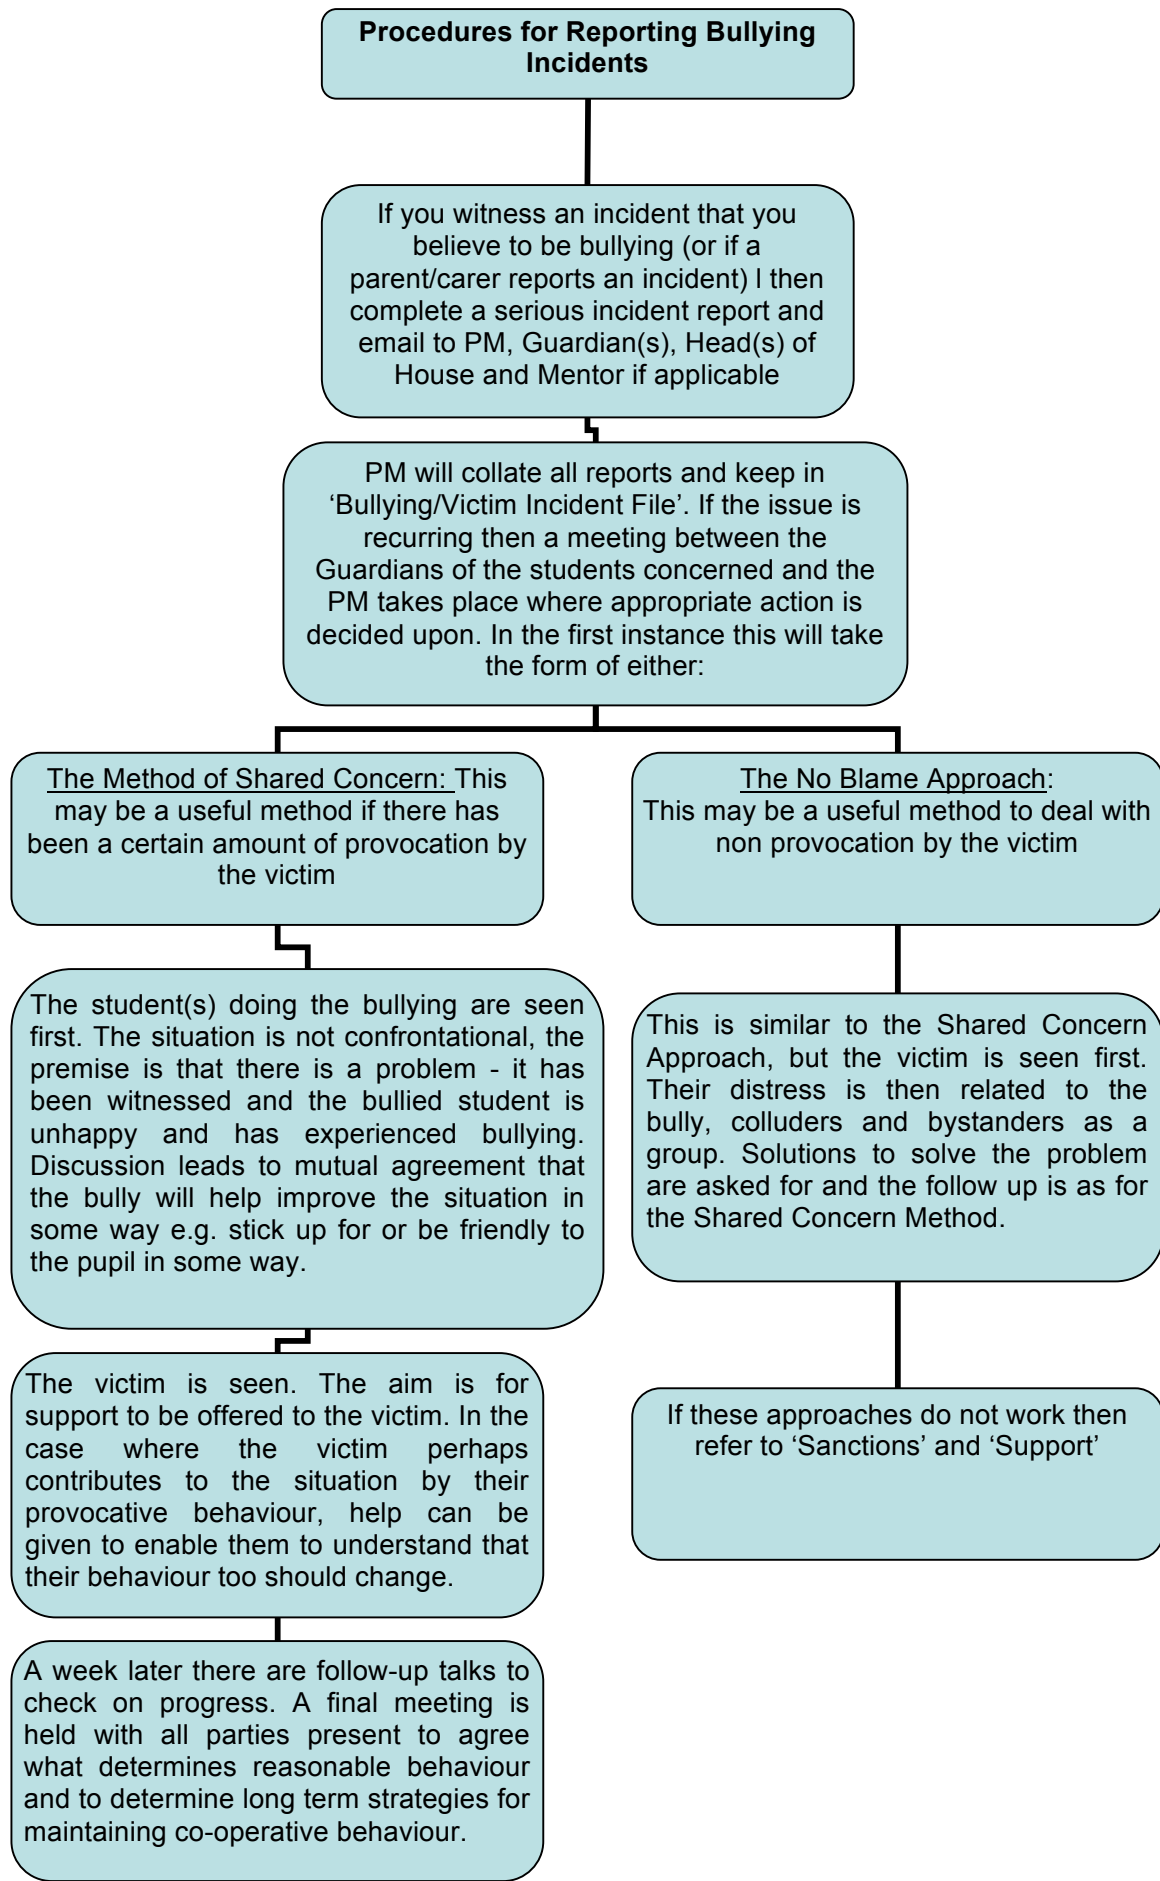 Procedures for Reporting Bullying
Incidents
If you witness an incident that you
believe to be bullying (or if a
parent/carer reports an incident) I then
complete a serious incident report and
email to PM, Guardian(s), Head(s) of
House and Mentor if applicable
PM will collate all reports and keep in
‘Bullying/Victim Incident File’. If the issue is
recurring then a meeting between the
Guardians of the students concerned and the
PM takes place where appropriate action is
decided upon. In the first instance this will take
the form of either:
The Method of Shared Concern: This
may be a useful method if there has
been a certain amount of provocation by
the victim
The student(s) doing the bullying are seen
first. The situation is not confrontational, the
premise is that there is a problem - it has
been witnessed and the bullied student is
unhappy and has experienced bullying.
Discussion leads to mutual agreement that
the bully will help improve the situation in
some way e.g. stick up for or be friendly to
the pupil in some way.
The victim is seen. The aim is for
support to be offered to the victim. In the
case where the victim perhaps
contributes to the situation by their
provocative behaviour, help can be
given to enable them to understand that
their behaviour too should change.
A week later there are follow-up talks to
check on progress. A final meeting is
held with all parties present to agree
what determines reasonable behaviour
and to determine long term strategies for
maintaining co-operative behaviour.
The No Blame Approach:
This may be a useful method to deal with
non provocation by the victim
This is similar to the Shared Concern
Approach, but the victim is seen first.
Their distress is then related to the
bully, colluders and bystanders as a
group. Solutions to solve the problem
are asked for and the follow up is as for
the Shared Concern Method.
If these approaches do not work then
refer to ‘Sanctions’ and ‘Support’